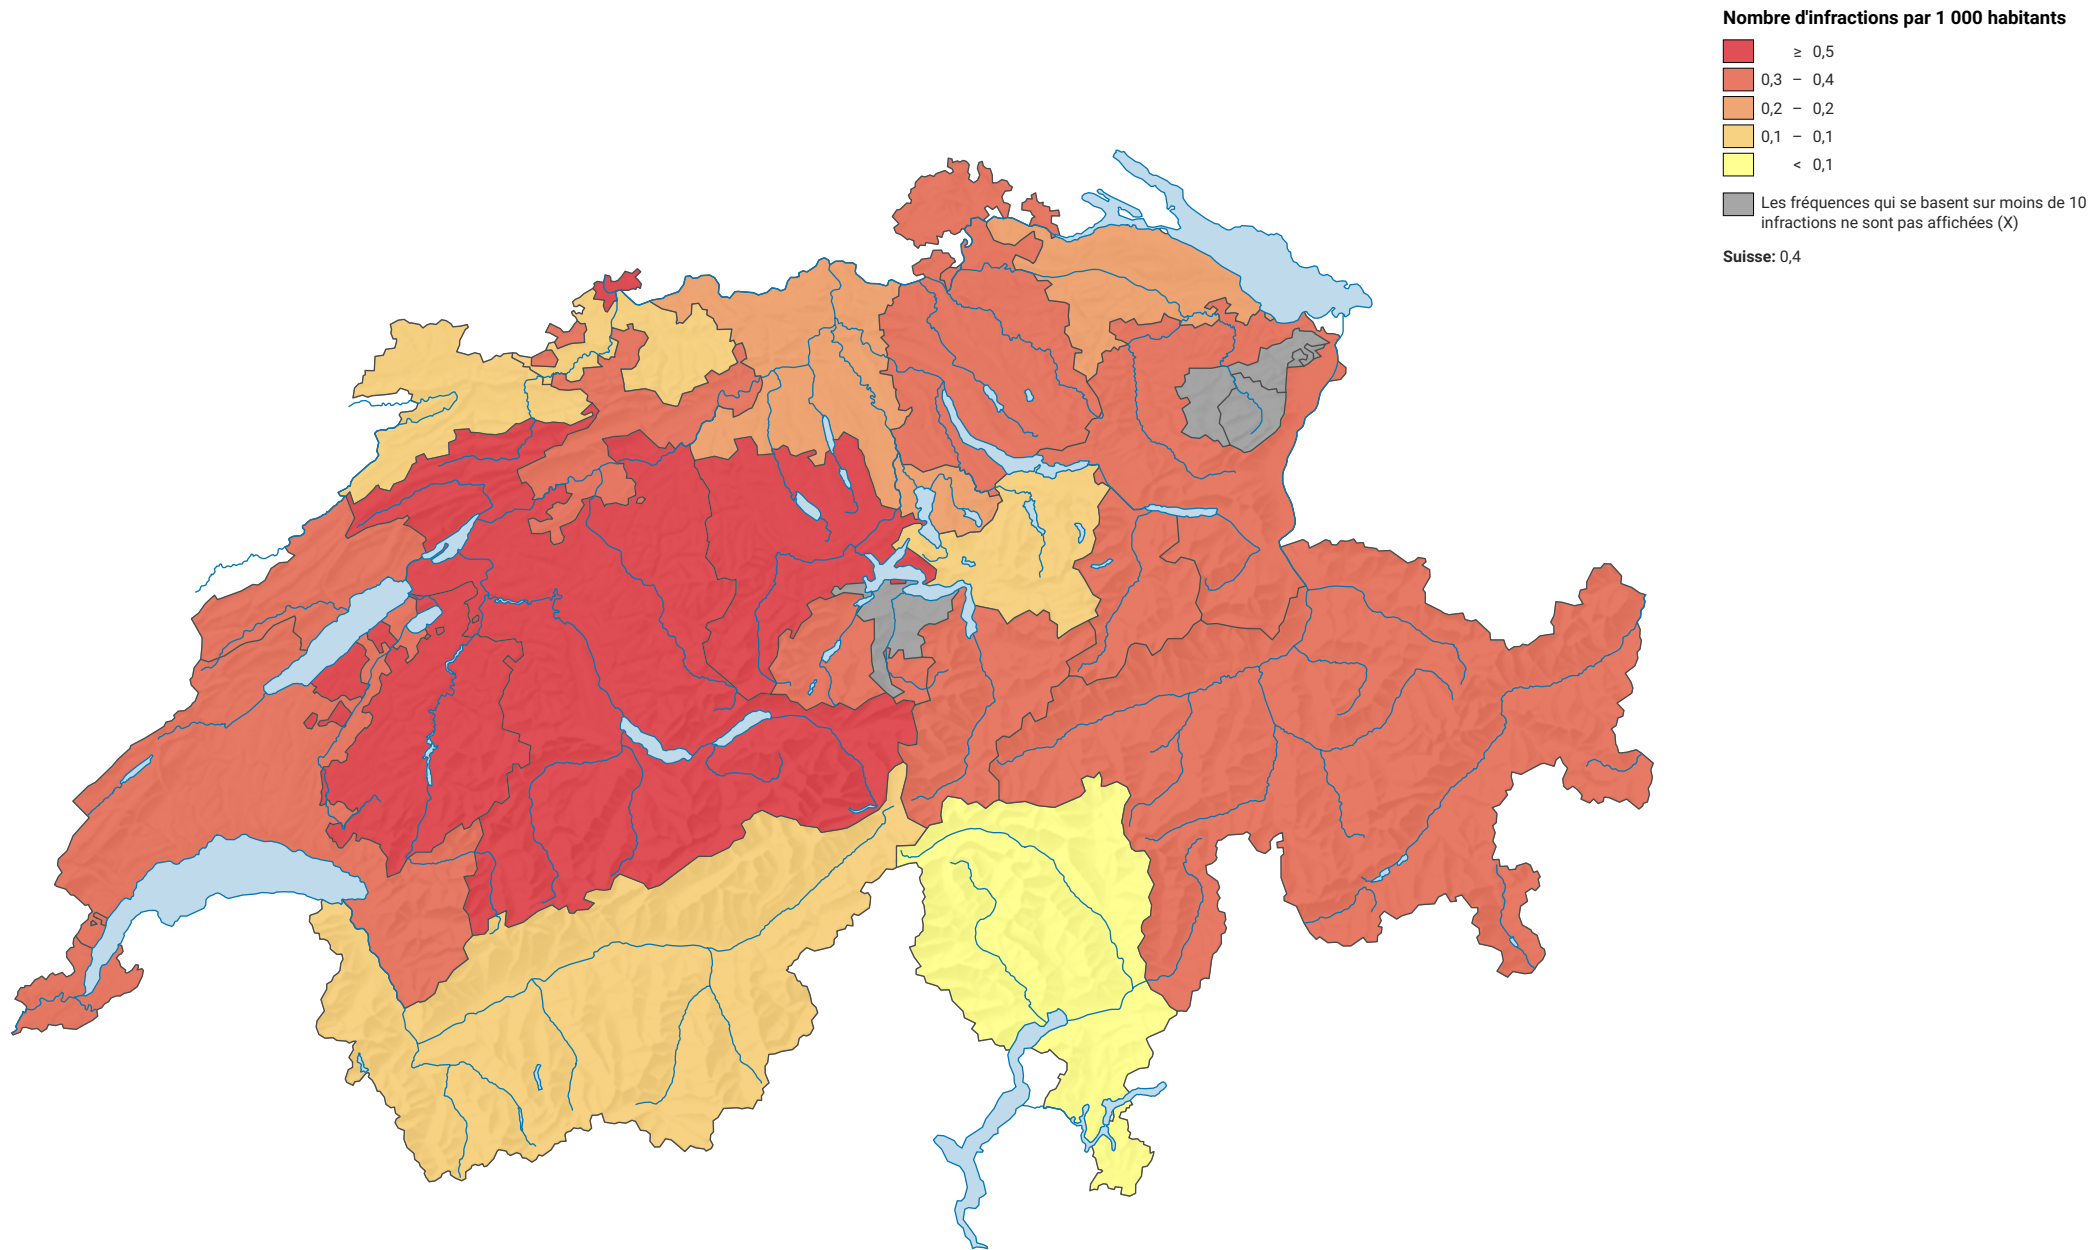 Nombre d'infractions par 1 000 habitants
≥ 0,5
0,3 – 0,4
0,2 – 0,2
0,1 – 0,1
< 0,1
Les fréquences qui se basent sur moins de 10
infractions ne sont pas affichées (X)
Suisse: 0,4